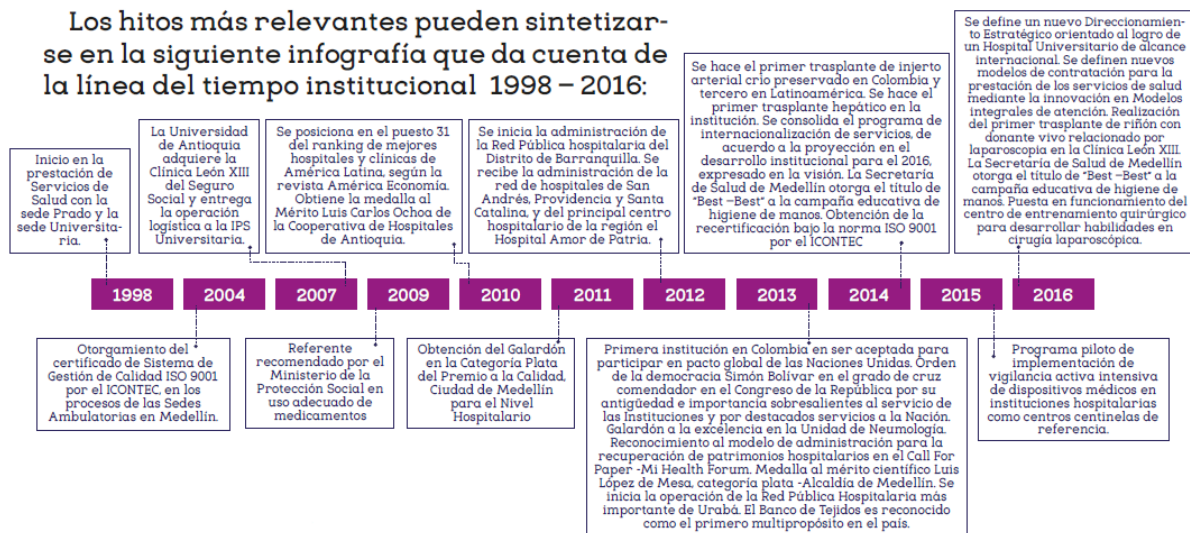 Los hitos más relevantes pueden sintetizar-
se en la siguiente infografía que da cuenta de
la línea del tiempo institucional 1998 – 2016:
Inicio en la
prestación de
Servicios de
Salud con la
sede Prado y la
sede Universita-
ria.
La Universidad
de Antioquia
adquiere la
Clínica León XIII
del Seguro
Social y entrega
la operación
logística a la IPS
Universitaria.
Se posiciona en el puesto 31
del ranking de mejores
hospitales y clínicas de
América Latina, según la
revista América Economía.
Obtiene la medalla al
Mérito Luis Carlos Ochoa de
la Cooperativa de Hospitales
de Antioquia.
Se inicia la administración de
la Red Pública hospitalaria del
Distrito de Barranquilla. Se
recibe la administración de la
red de hospitales de San
Andrés, Providencia y Santa
Catalina, y del principal centro
hospitalario de la región el
Hospital Amor de Patria.
Se hace el primer trasplante de injerto
arterial crio preservado en Colombia y
tercero en Latinoamérica. Se hace el
primer trasplante hepático en la
institución. Se consolida el programa de
internacionalización de servicios, de
acuerdo a la proyección en el
desarrollo institucional para el 2016,
expresado en la visión. La Secretaría
de Salud de Medellín otorga el título de
“Best –Best” a la campaña educativa de
higiene de manos. Obtención de la
recertificación bajo la norma ISO 9001
por el ICONTEC
Se define un nuevo Direccionamien-
to Estratégico orientado al logro de
un Hospital Universitario de alcance
internacional. Se definen nuevos
modelos de contratación para la
prestación de los servicios de salud
mediante la innovación en Modelos
integrales de atención. Realización
del primer trasplante de riñón con
donante vivo relacionado por
laparoscopia en la Clínica León XIII.
La Secretaría de Salud de Medellín
otorga el título de “Best –Best” a la
campaña educativa de higiene de
manos. Puesta en funcionamiento del
centro de entrenamiento quirúrgico
para desarrollar habilidades en
cirugía laparoscópica.
1998 2004 2007 2009 2010 2011 2012 2013 2014 2015 2016
Otorgamiento del
certificado de Sistema de
Gestión de Calidad ISO 9001
por el ICONTEC, en los
procesos de las Sedes
Ambulatorias en Medellín.
Referente
recomendado por el
Ministerio de la
Protección Social en
uso adecuado de
medicamentos
Obtención del Galardón
en la Categoría Plata
del Premio a la Calidad,
Ciudad de Medellín
para el Nivel
Hospitalario
Primera institución en Colombia en ser aceptada para
participar en pacto global de las Naciones Unidas. Orden
de la democracia Simón Bolívar en el grado de cruz
comendador en el Congreso de la República por su
antigüedad e importancia sobresalientes al servicio de
las Instituciones y por destacados servicios a la Nación.
Galardón a la excelencia en la Unidad de Neumología.
Reconocimiento al modelo de administración para la
recuperación de patrimonios hospitalarios en el Call For
Paper -Mi Health Forum. Medalla al mérito científico Luis
López de Mesa, categoría plata -Alcaldía de Medellín. Se
inicia la operación de la Red Pública Hospitalaria más
importante de Urabá. El Banco de Tejidos es reconocido
como el primero multipropósito en el país.
Programa piloto de
implementación de
vigilancia activa intensiva
de dispositivos médicos en
instituciones hospitalarias
como centros centinelas de
referencia.